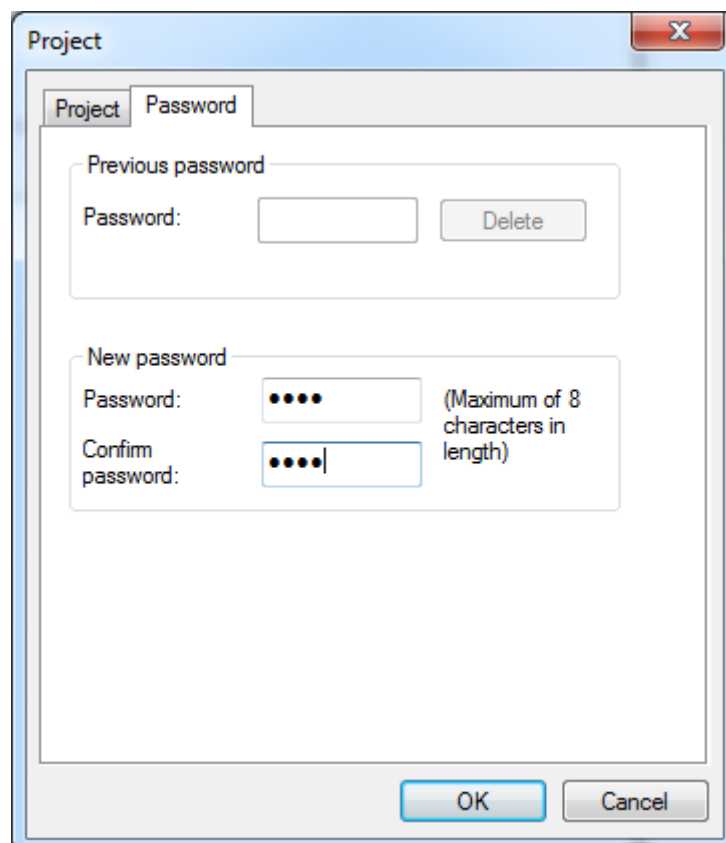 Project
Project
Password
Previous password
Password:
Delete
New password
Password:
••••
(Maximum of 8
characters in
length)
Confirm
password:
••••
OK
Cancel